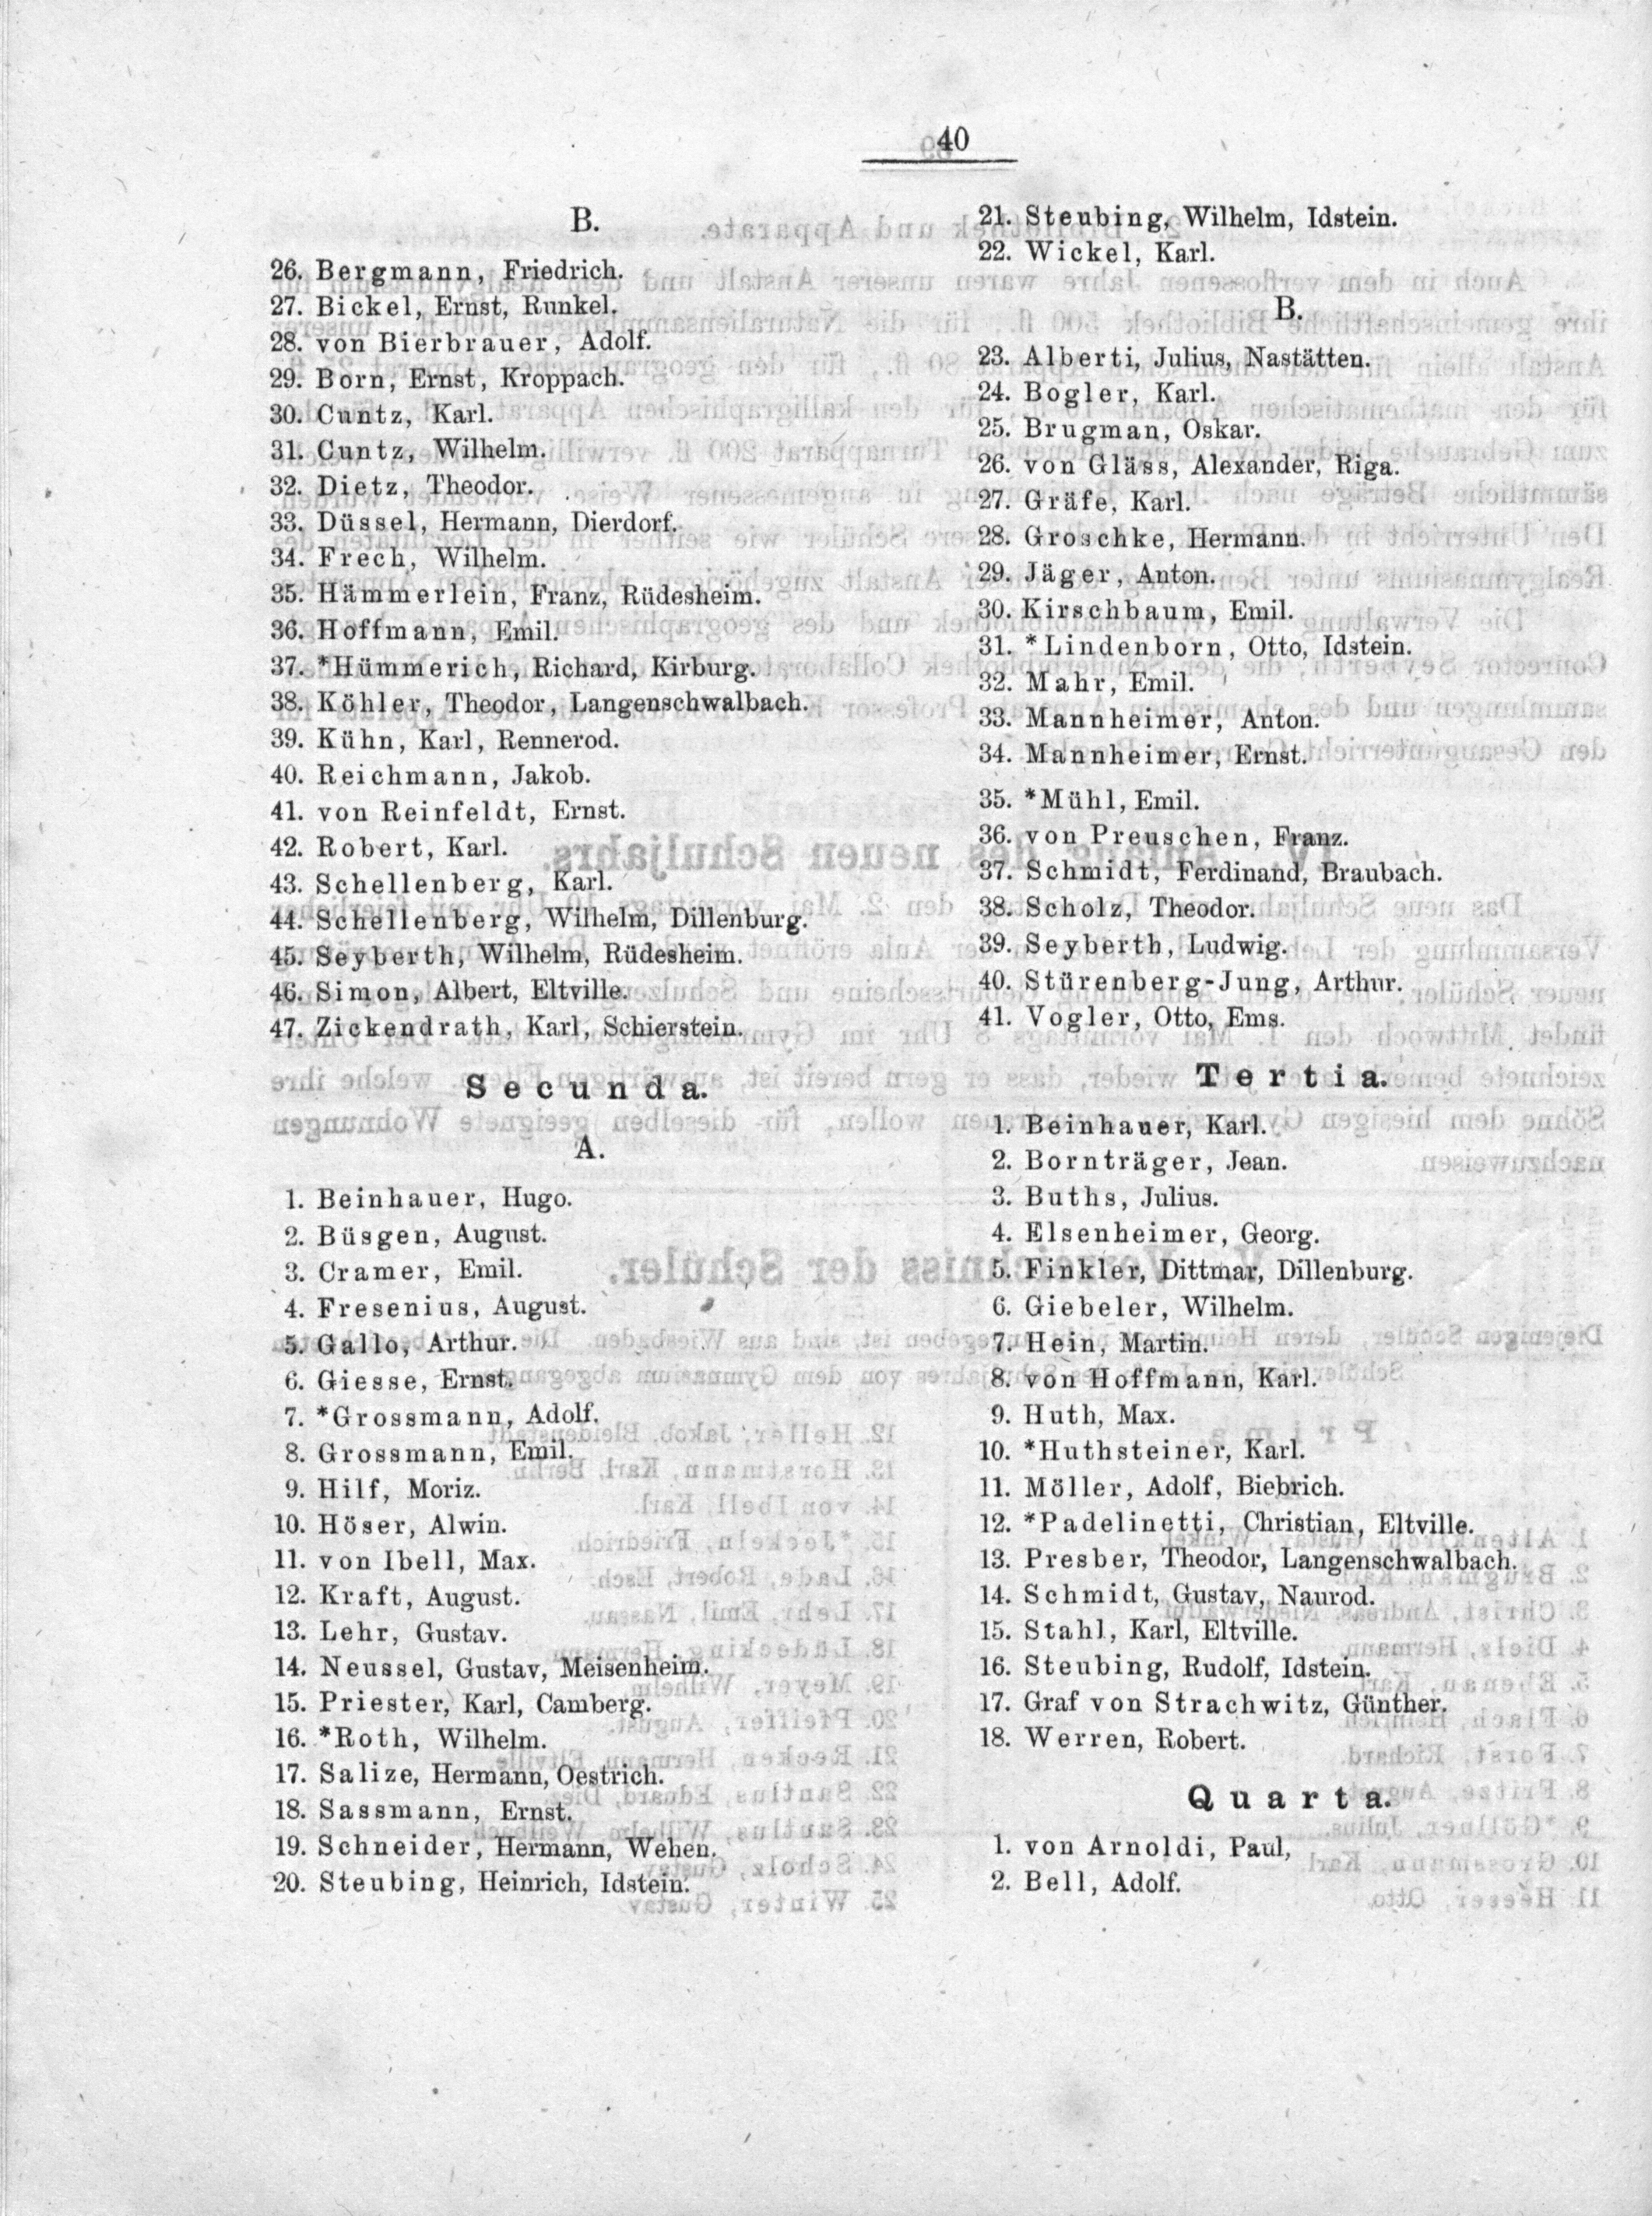 40
B.
26. Bergmann, Friedrich.
27. Bickel, Ernst, Runkel.
28. von Bierbrauer, Adolf.
29. Born, Ernst, Kroppach.
30. Cuntz, Karl.
31. Cuntz, Wilhelm.
32. Dietz, Theodor.
33. Düssel, Hermann, Dierdorf.
34. Frech, Wilhelm.
35. Hämmerlein, Franz, Rüdesheim.
36. Hoffmann, Emil.
37. *Hümmerich, Richard, Kirburg.
38. Köhler, Theodor, Langenschwalbach.
39. Kühn, Karl, Rennerod.
40. Reichmann, Jakob.
41. von Reinfeldt, Ernst.
42. Robert, Karl.
43. Schellenberg, Karl.
44. Schellenberg, Wilhelm, Dillenburg.
45. Seyberth, Wilhelm, Rüdesheim.
46. Simon, Albert, Eltville.
47. Zickendrath, Karl, Schierstein.
Secunda.
A.
1. Beinhauer, Hugo.
2. Büsgen, August.
3. Cramer, Emil.
4. Fresenius, August.
5. Gallo, Arthur.
6. Giesse, Ernst.
7. *Grossmann, Adolf.
8. Grossmann, Emil.
9. Hilf, Moriz.
10. Höser, Alwin.
11. von Ibell, Max.
12. Kraft, August.
13. Lehr, Gustav.
14. Neussel, Gustav, Meisenheim.
15. Priester, Karl, Camberg.
16. *Roth, Wilhelm.
17. Salize, Hermann, Oestrich.
18. Sassmann, Ernst.
19. Schneider, Hermann, Wehen.
20. Steubing, Heinrich, Idstein.
21. Steubing, Wilhelm, Idstein.
22. Wickel, Karl.
B.
23. Alberti, Julius, Nastätten.
24. Bogler, Karl.
25. Brugman, Oskar.
26. von Gläss, Alexander, Riga.
27. Gräfe, Karl.
28. Groschke, Hermann.
29. Jäger, Anton.
30. Kirschbaum, Emil.
31. *Lindenborn, Otto, Idstein.
32. Mahr, Emil.
33. Mannheimer, Anton.
34. Mannheimer, Ernst.
35. *Mühl, Emil.
36. von Preuschen, Franz.
37. Schmidt, Ferdinand, Braubach.
38. Scholz, Theodor.
39. Seyberth, Ludwig.
40. Stürenberg-Jung, Arthur.
41. Vogler, Otto, Ems.
Tertia.
1. Beinhauer, Karl.
2. Bornträger, Jean.
3. Buths, Julius.
4. Elsenheimer, Georg.
5. Finkler, Dittmar, Dillenburg.
6. Giebeler, Wilhelm.
7. Hein, Martin.
8. von Hoffmann, Karl.
9. Huth, Max.
10. *Huthsteiner, Karl.
11. Möller, Adolf, Biebrich.
12. *Padelinetti, Christian, Eltville.
13. Presber, Theodor, Langenschwalbach.
14. Schmidt, Gustav, Naurod.
15. Stahl, Karl, Eltville.
16. Steubing, Rudolf, Idstein.
17. Graf von Strachwitz, Günther.
18. Werren, Robert.
Quarta.
1. von Arnoldi, Paul,
2. Bell, Adolf.